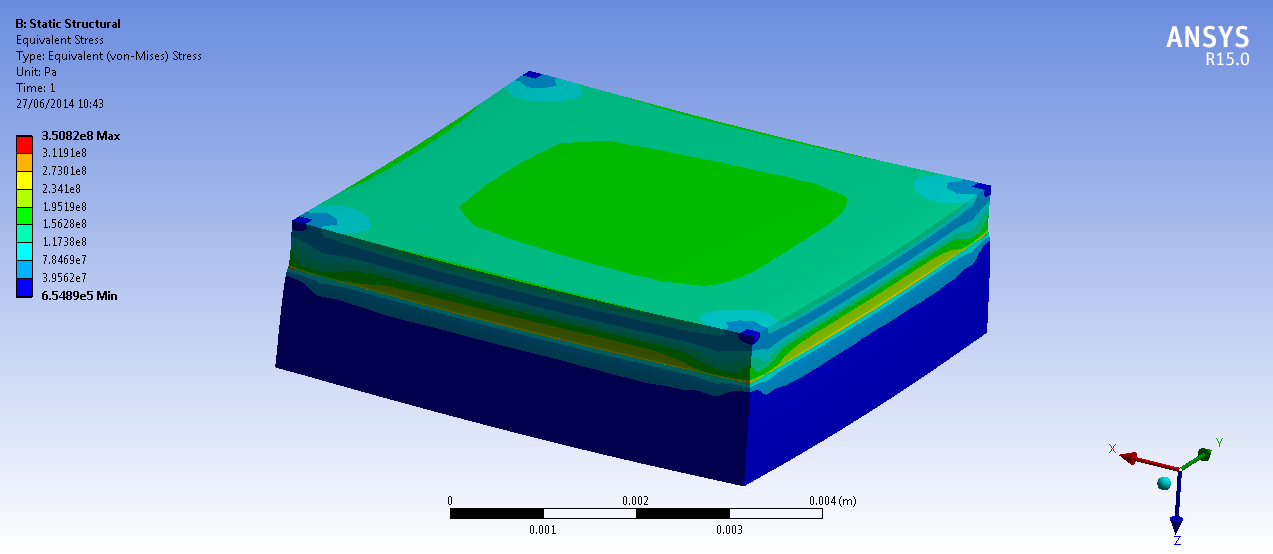 B: Static Structural
Equivalent Stress
Type: Equivalent (von-Mises) Stress
Unit: Pa
Time: 1
27/06/2014 10:43
3.5082e8 Max
3.1191e8
2.7301e8
2.341e8
1.9519e8
1.5628e8
1.1738e8
7.8469e7
3.9562e7
6.5489e5 Min
ANSYS
R15.0
X
Y
Z
0
0.002
0.004 (m)
0.001
0.003